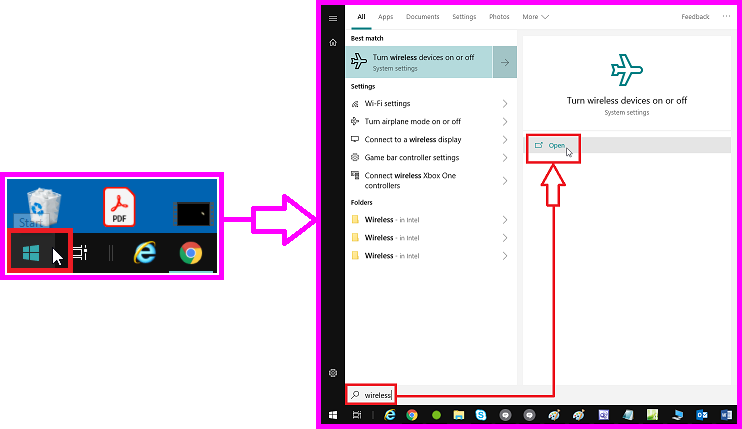 PDF
Start
All Apps Documents Settings Photos More Feedback ...
Best match
Turn wireless devices on or off
System settings
Settings
Wi-Fi settings
Turn airplane mode on or off
Connect to a wireless display
Game bar controller settings
Connect wireless Xbox One
controllers
Folders
Wireless - in Intel
Wireless - in Intel
Wireless - in Intel
wireless
Turn wireless devices on or off
System settings
Open